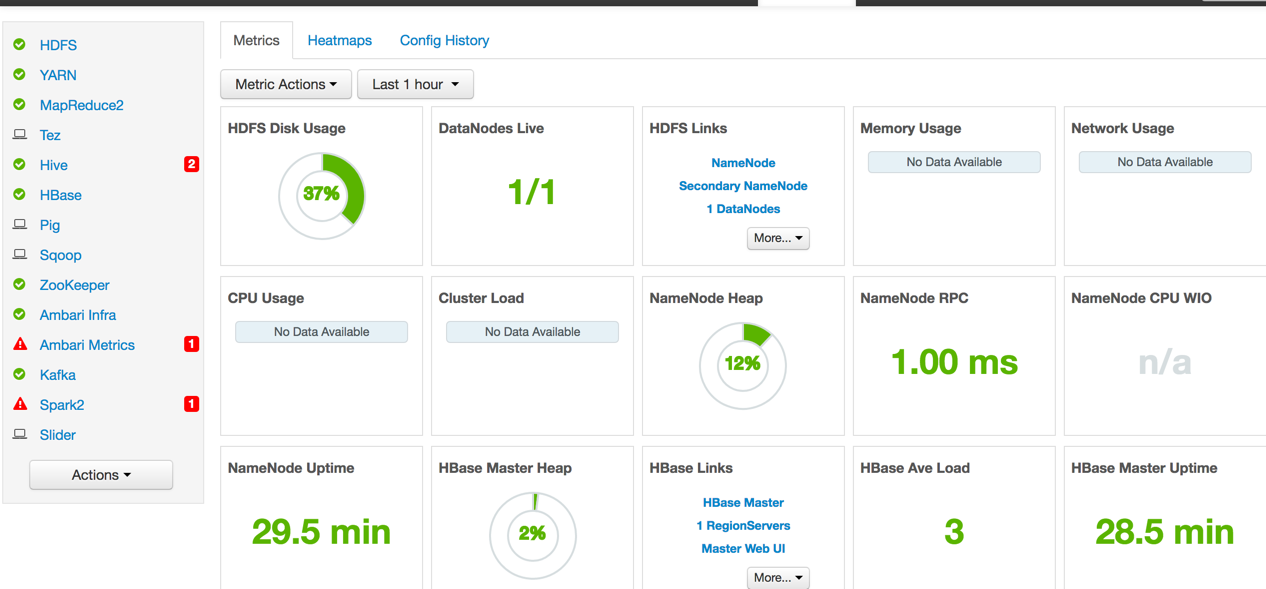 HDFS
YARN
MapReduce2
Tez
Hive 2
HBase
Pig
Sqoop
ZooKeeper
Ambari Infra
Ambari Metrics 1
Kafka
Spark2 1
Slider
Actions
Metrics Heatmaps Config History
Metric Actions Last 1 hour
HDFS Disk Usage
37%
DataNodes Live
1/1
HDFS Links
NameNode
Secondary NameNode
1 DataNodes
More...
Memory Usage
No Data Available
Network Usage
No Data Available
CPU Usage
No Data Available
Cluster Load
No Data Available
NameNode Heap
12%
NameNode RPC
1.00 ms
NameNode CPU WIO
n/a
NameNode Uptime
29.5 min
HBase Master Heap
2%
HBase Links
HBase Master
1 RegionServers
Master Web UI
More...
HBase Ave Load
3
HBase Master Uptime
28.5 min